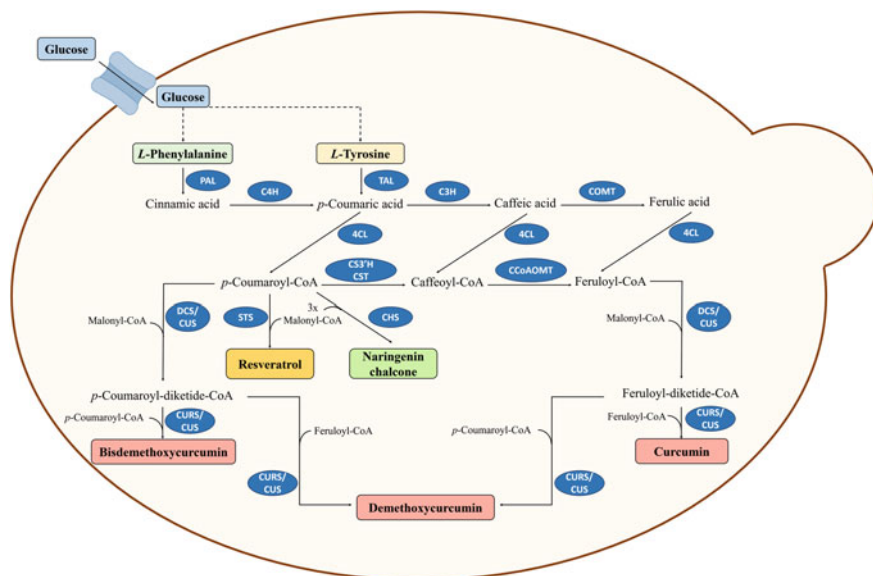 Glucose
Glucose
L-Phenylalanine
L-Tyrosine
PAL
C4H
TAL
C3H
COMT
Cinnamic acid
p-Coumaric acid
Caffeic acid
Ferulic acid
4CL
4CL
4CL
CS3'H
CST
CCoAOMT
p-Coumaroyl-CoA
Caffeoyl-CoA
Feruloyl-CoA
DCS/
CUS
STS
3x
Malonyl-CoA
CHS
DCS/
CUS
Malonyl-CoA
Malonyl-CoA
Resveratrol
Naringenin
chalcone
p-Coumaroyl-diketide-CoA
Feruloyl-diketide-CoA
p-Coumaroyl-CoA
CURS/
CUS
Feruloyl-CoA
p-Coumaroyl-CoA
Feruloyl-CoA
CURS/
CUS
Bisdemethoxycurcumin
Curcumin
CURS/
CUS
CURS/
CUS
Demethoxycurcumin